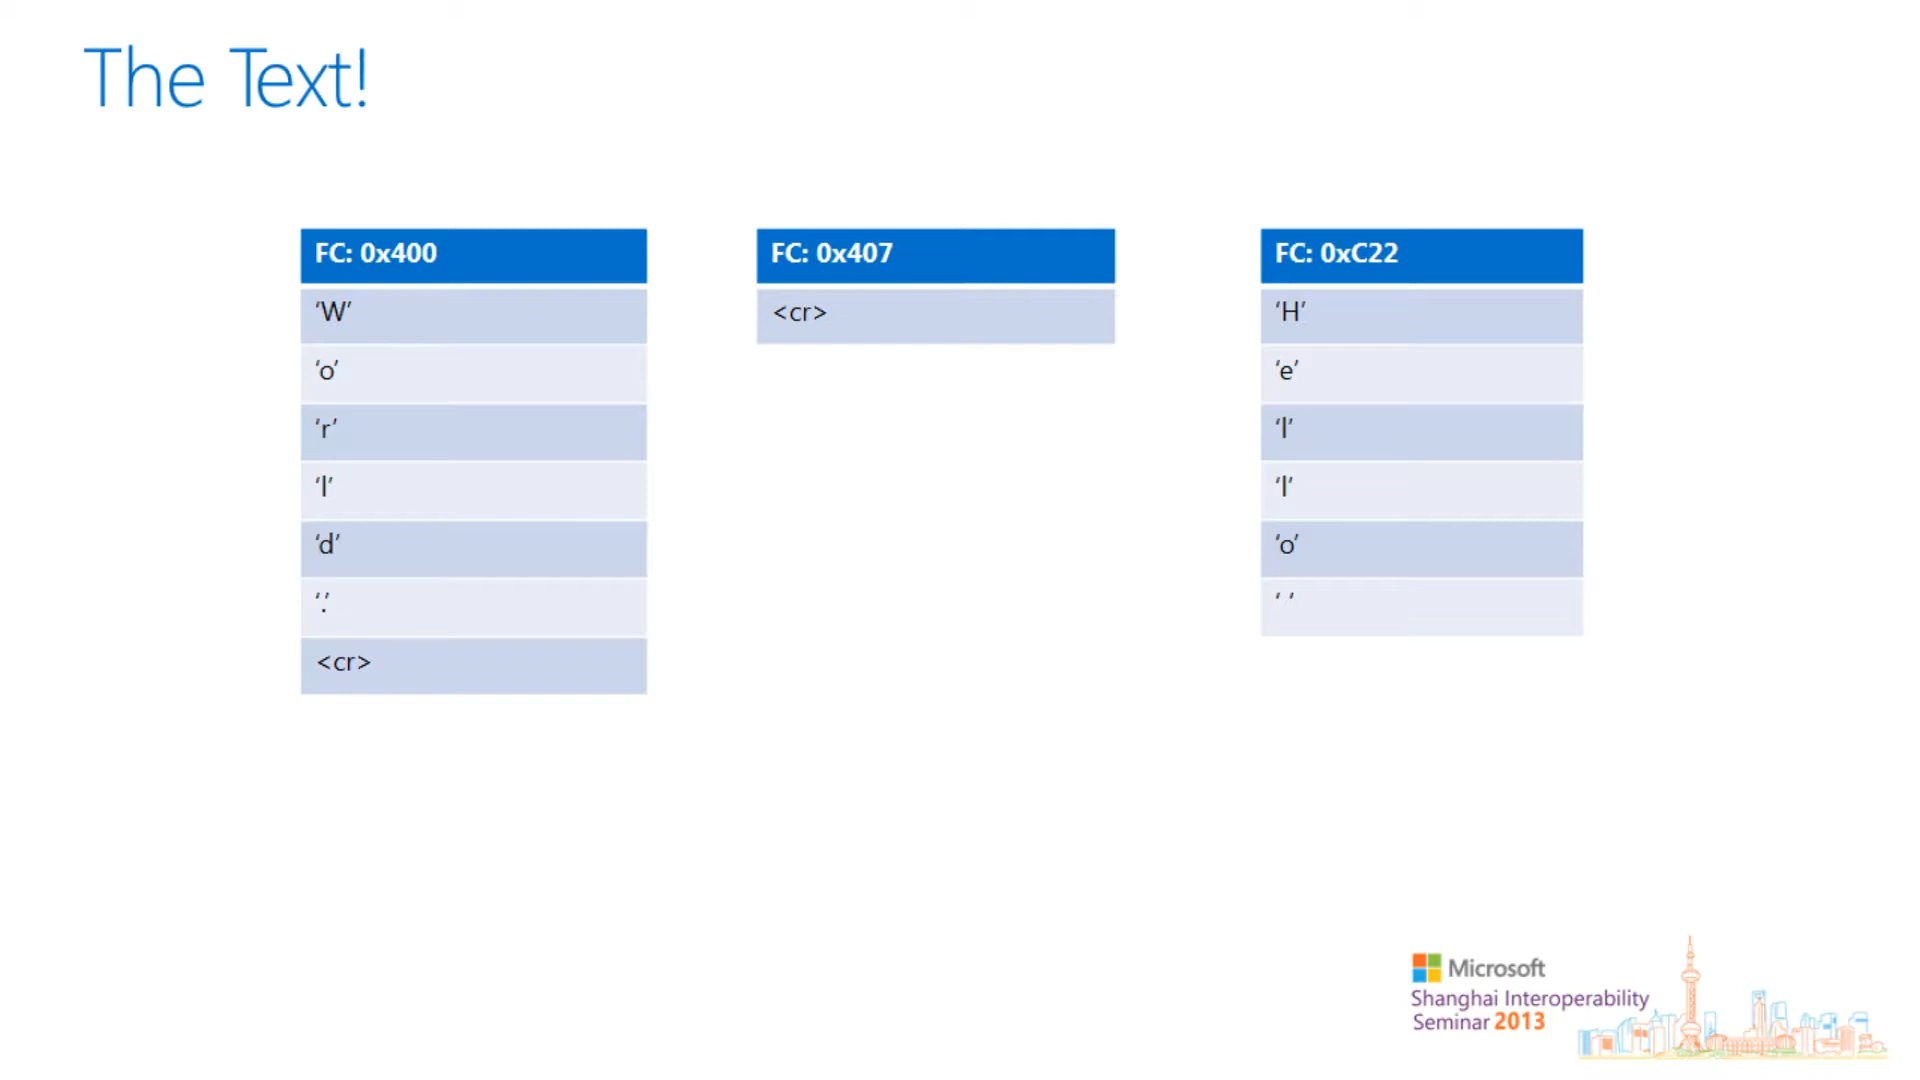 The Text!
FC: 0x400
‘W’
‘o’
‘r’
‘l’
‘d’
‘.’
<cr>
FC: 0x407
<cr>
FC: 0xC22
‘H’
‘e’
‘l’
‘l’
‘o’
‘ ‘
Microsoft
Shanghai Interoperability
Seminar 2013